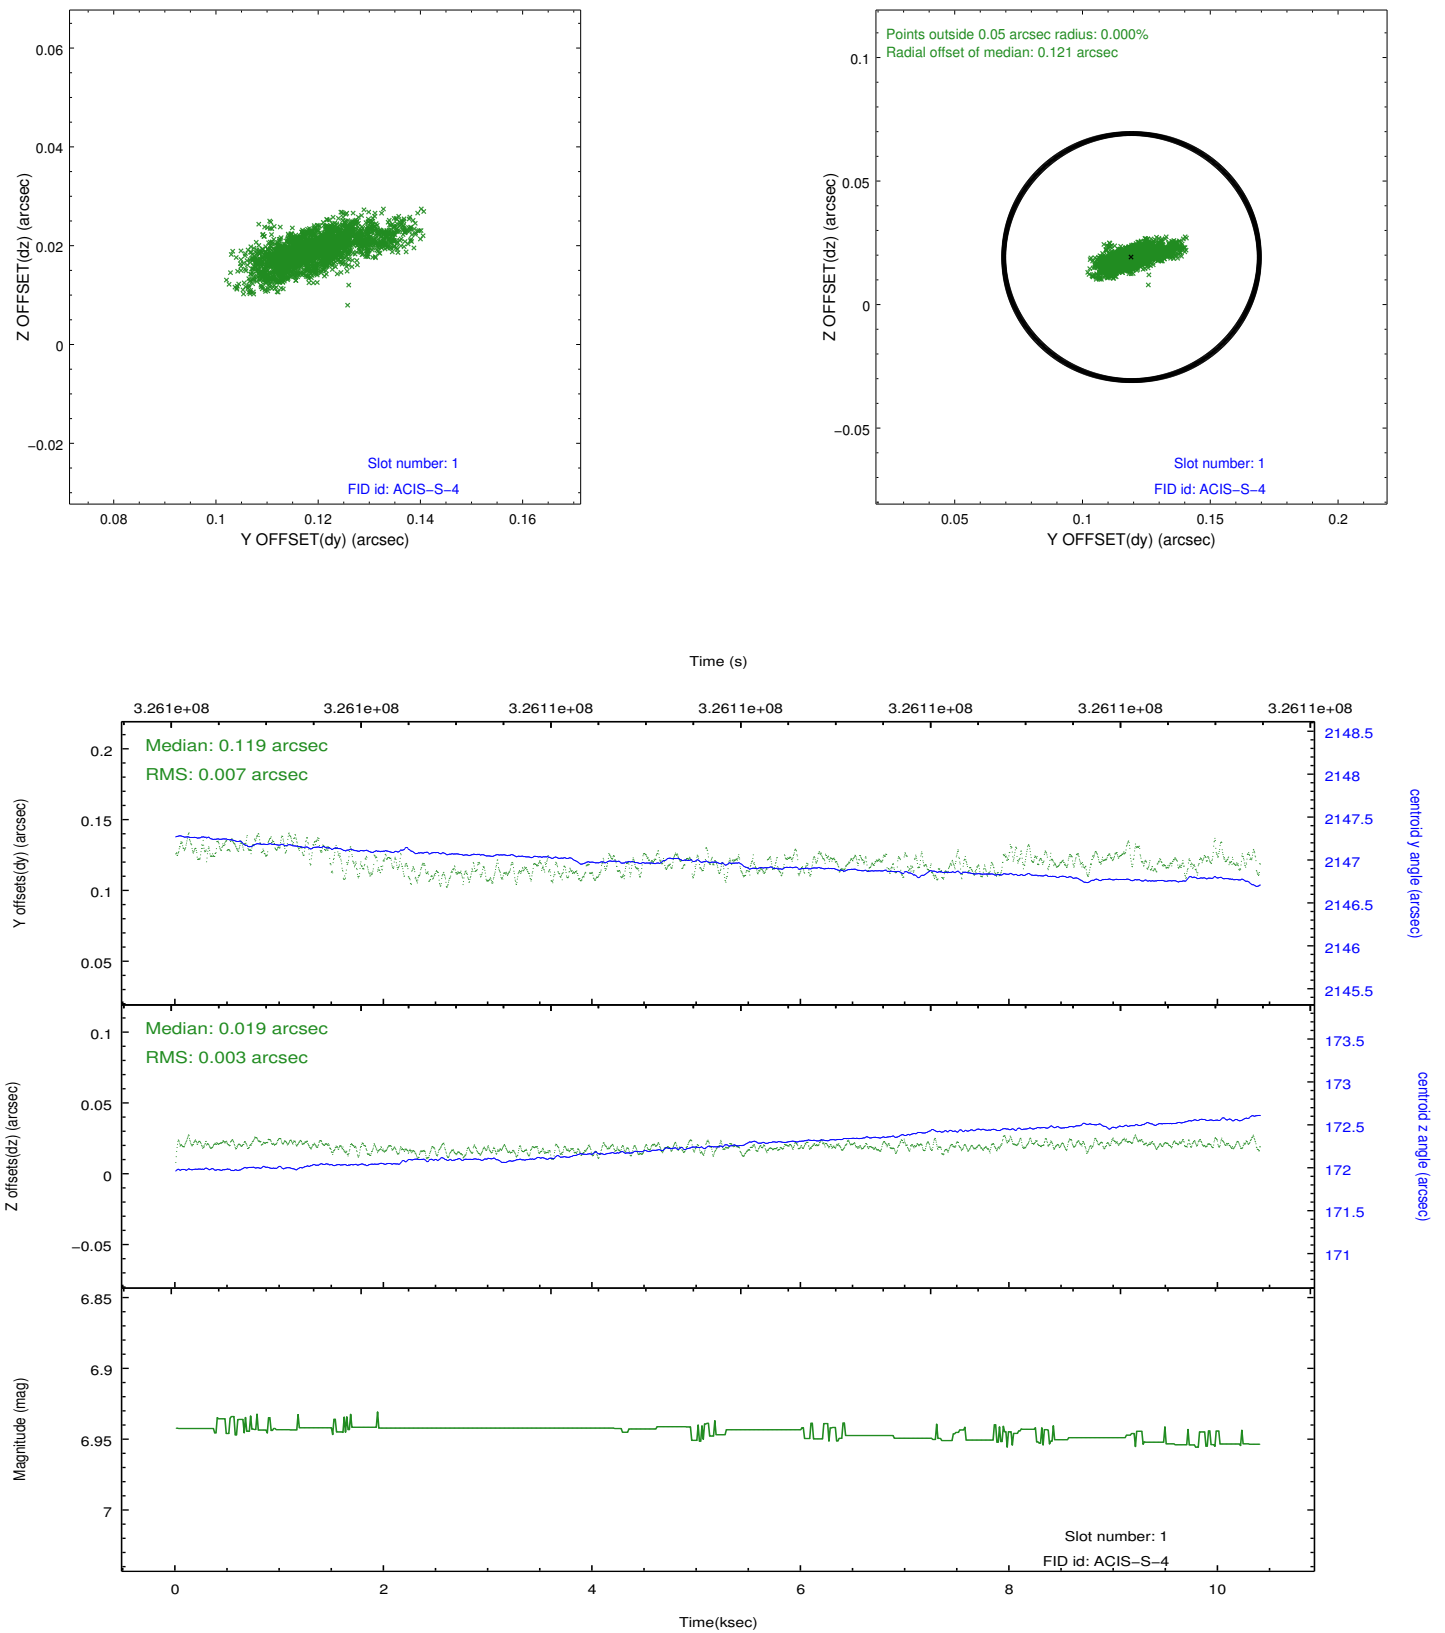 0.06
0.04
0.02
0
−0.02
0.08
0.1
0.12
0.14
0.16
Z OFFSET(dz) (arcsec)
Y OFFSET(dy) (arcsec)
Slot number: 1
FID id: ACIS−S−4
Points outside 0.05 arcsec radius: 0.000%
Radial offset of median: 0.121 arcsec
0.1
0.05
0
−0.05
0.05
0.1
0.15
0.2
Z OFFSET(dz) (arcsec)
Y OFFSET(dy) (arcsec)
Slot number: 1
FID id: ACIS−S−4
Time (s)
3.261e+08 3.261e+08 3.2611e+08 3.2611e+08 3.2611e+08 3.2611e+08 3.2611e+08
Median: 0.119 arcsec
RMS: 0.007 arcsec
0.2
0.15
0.1
0.05
Y offsets(dy) (arcsec)
2148.5
2148
2147.5
2147
2146.5
2146
2145.5
centroid y angle (arcsec)
Median: 0.019 arcsec
RMS: 0.003 arcsec
0.1
0.05
0
−0.05
Z offsets(dz) (arcsec)
173.5
173
172.5
172
171.5
171
centroid z angle (arcsec)
6.85
6.9
6.95
7
Magnitude (mag)
Slot number: 1
FID id: ACIS−S−4
0 2 4 6 8 10
Time(ksec)